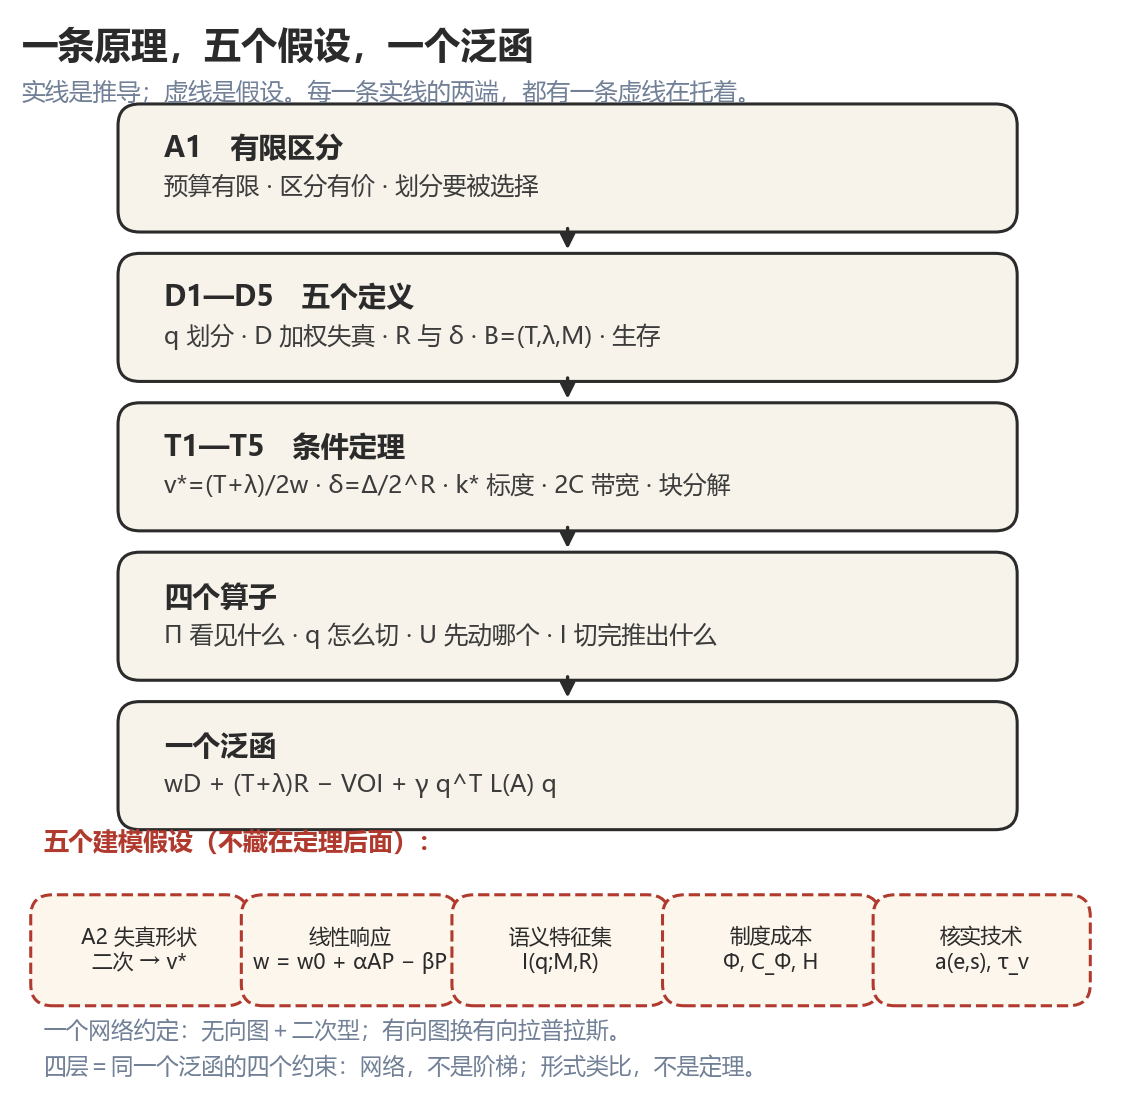 一条原理，五个假设，一个泛函
实线是推导；虚线是假设。每一条实线的两端，都有一条虚线在托着。
A1 有限区分
预算有限 · 区分有价 · 划分要被选择
D1—D5 五个定义
q 划分 · D 加权失真 · R 与 δ · B=(T,λ,M) · 生存
T1—T5 条件定理
v*=(T+λ)/2w · δ=Δ/2^R · k* 标度 · 2C 带宽 · 块分解
四个算子
Π 看见什么 · q 怎么切 · U 先动哪个 · I 切完推出什么
一个泛函
wD + (T+λ)R − VOI + γ q^T L(A) q
五个建模假设（不藏在定理后面）：
A2 失真形状
二次 → v*
线性响应
w = w0 + αAP − βP
语义特征集
I(q;M,R)
制度成本
Φ, C_Φ, H
核实技术
a(e,s), τ_v
一个网络约定：无向图 + 二次型；有向图换有向拉普拉斯。
四层 = 同一个泛函的四个约束：网络，不是阶梯；形式类比，不是定理。